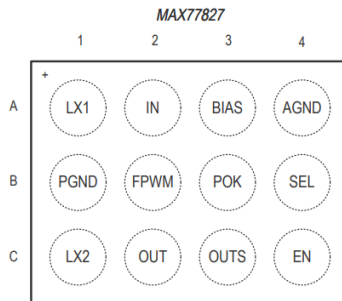 MAX77827
1 2 3 4
+
A LX1 IN BIAS AGND
B PGND FPWM POK SEL
C LX2 OUT OUTS EN